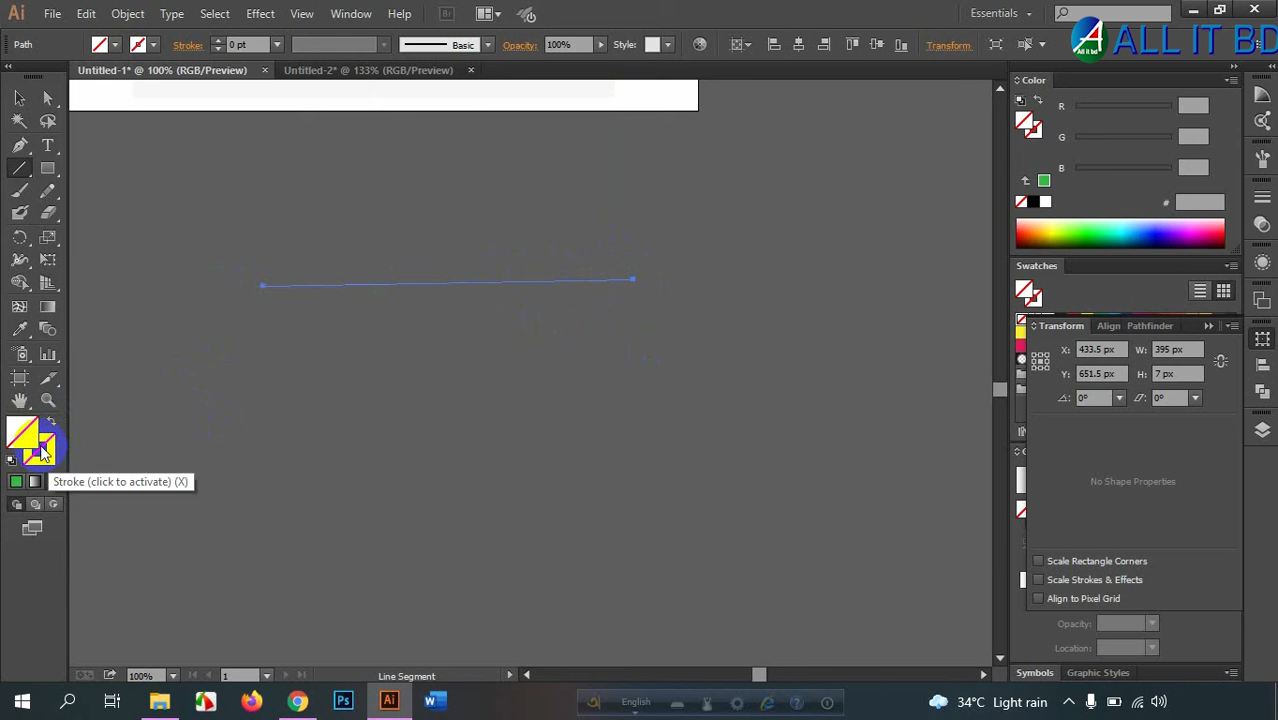 Ai File Edit Object Type Select Effect View Window Help Br Essentials
ALL IT BD
Path Stroke: 0 pt Basic Opacity: 100% Style: Transform
Untitled-1* @ 100% (RGB/Preview) × Untitled-2* @ 133% (RGB/Preview) ×
Color
R
G
B
#
Swatches
Transform Align Pathfinder
X: 433.5 px W: 395 px
Y: 651.5 px H: 7 px
0° 0°
No Shape Properties
Stroke (click to activate) (X)
Scale Rectangle Corners
Scale Strokes & Effects
Align to Pixel Grid
Opacity:
Location:
100% 1 Line Segment
Symbols Graphic Styles
Ps Ai W English 34°C Light rain